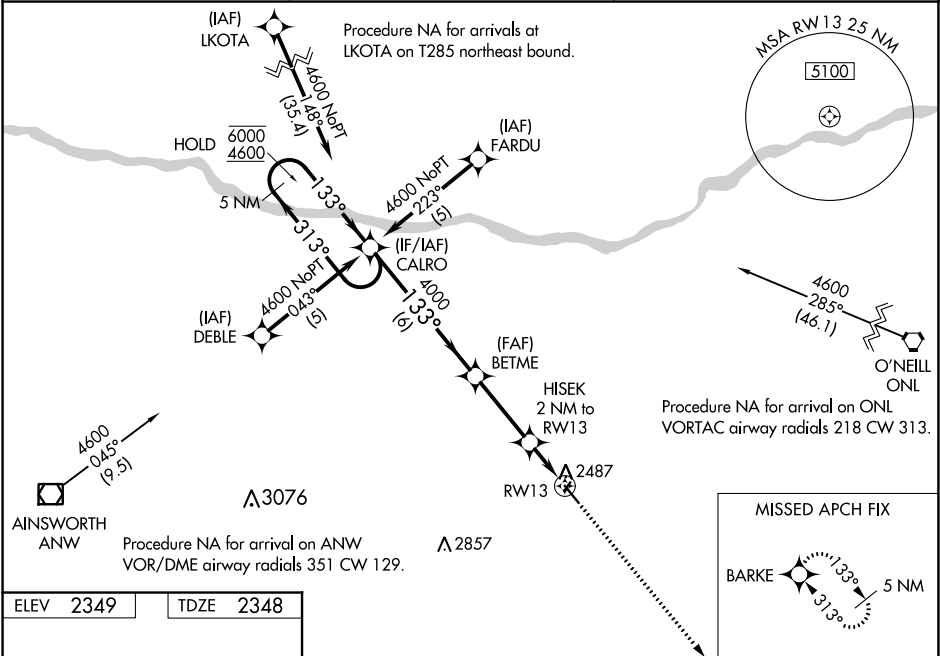 (IAF)
LKOTA
Procedure NA for arrivals at
LKOTA on T285 northeast bound.
MSA RW13 25 NM
5100
4600 NoPT
148°
(35.4)
HOLD
6000
4600
5 NM
133°
313°
(IAF)
FARDU
4600 NoPT
223°
(5)
(IF/IAF)
CALRO
4600 NoPT
043°
(5)
(IAF)
DEBLE
4000
133°
(6)
(FAF)
BETME
HISEK
2 NM to
RW13
4600
285°
(46.1)
O'NEILL
ONL
Procedure NA for arrival on ONL
VORTAC airway radials 218 CW 313.
4600
045°
(9.5)
AINSWORTH
ANW
3076
2487
RW13
2857
Procedure NA for arrival on ANW
VOR/DME airway radials 351 CW 129.
MISSED APCH FIX
BARKE
133°
313°
5 NM
ELEV 2349
TDZE 2348